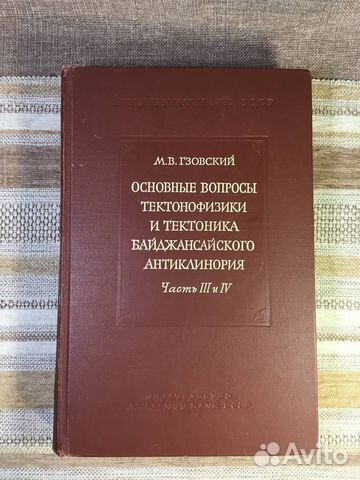 АКАДЕМИЯ НАУК СССР
М.В. ГЗОВСКИЙ
ОСНОВНЫЕ ВОПРОСЫ
ТЕКТОНОФИЗИКИ
И ТЕКТОНИКА
БАЙДЖАНСАЙСКОГО
АНТИКЛИНОРИЯ
Часть III и IV
ИЗДАТЕЛЬСТВО
АКАДЕМИИ НАУК СССР
Avito